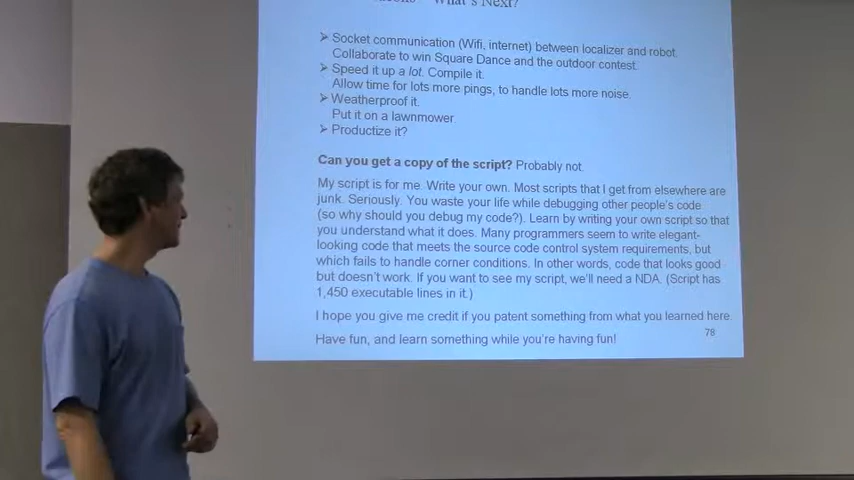 What's Next?
➢ Socket communication (Wifi, internet) between localizer and robot.
Collaborate to win Square Dance and the outdoor contest.
➢ Speed it up a lot. Compile it.
Allow time for lots more pings, to handle lots more noise.
➢ Weatherproof it.
Put it on a lawnmower.
➢ Productize it?
Can you get a copy of the script? Probably not.
My script is for me. Write your own. Most scripts that I get from elsewhere are
junk. Seriously. You waste your life while debugging other people's code
(so why should you debug my code?). Learn by writing your own script so that
you understand what it does. Many programmers seem to write elegant-
looking code that meets the source code control system requirements, but
which fails to handle corner conditions. In other words, code that looks good
but doesn't work. If you want to see my script, we'll need a NDA. (Script has
1,450 executable lines in it.)
I hope you give me credit if you patent something from what you learned here.
Have fun, and learn something while you're having fun!
78